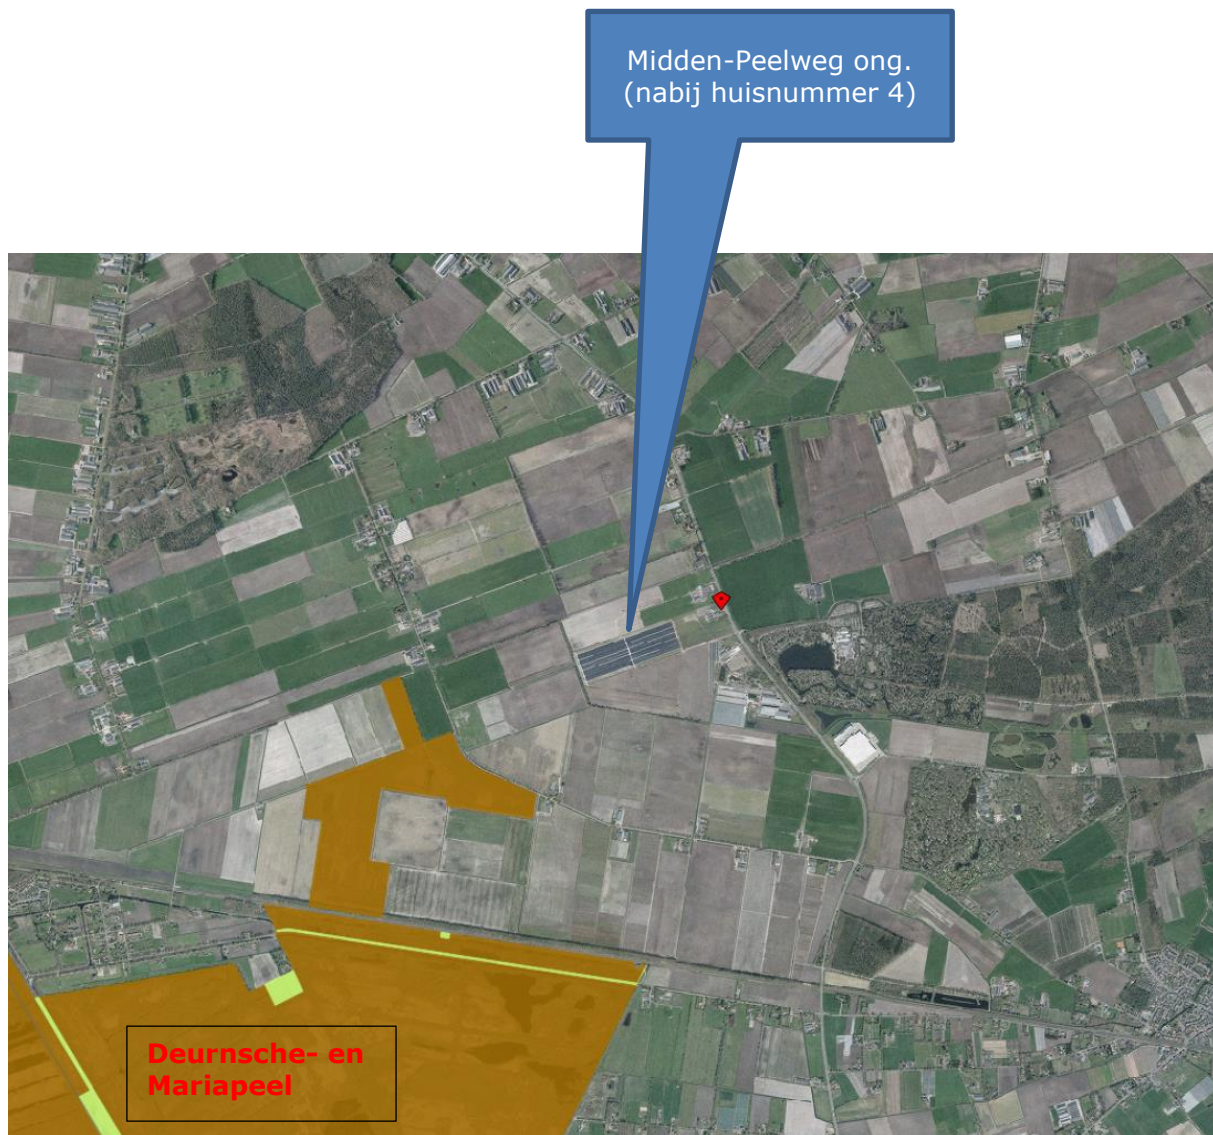 Midden-Peelweg ong.
(nabij huisnummer 4)
Deurnsche- en
Mariapeel